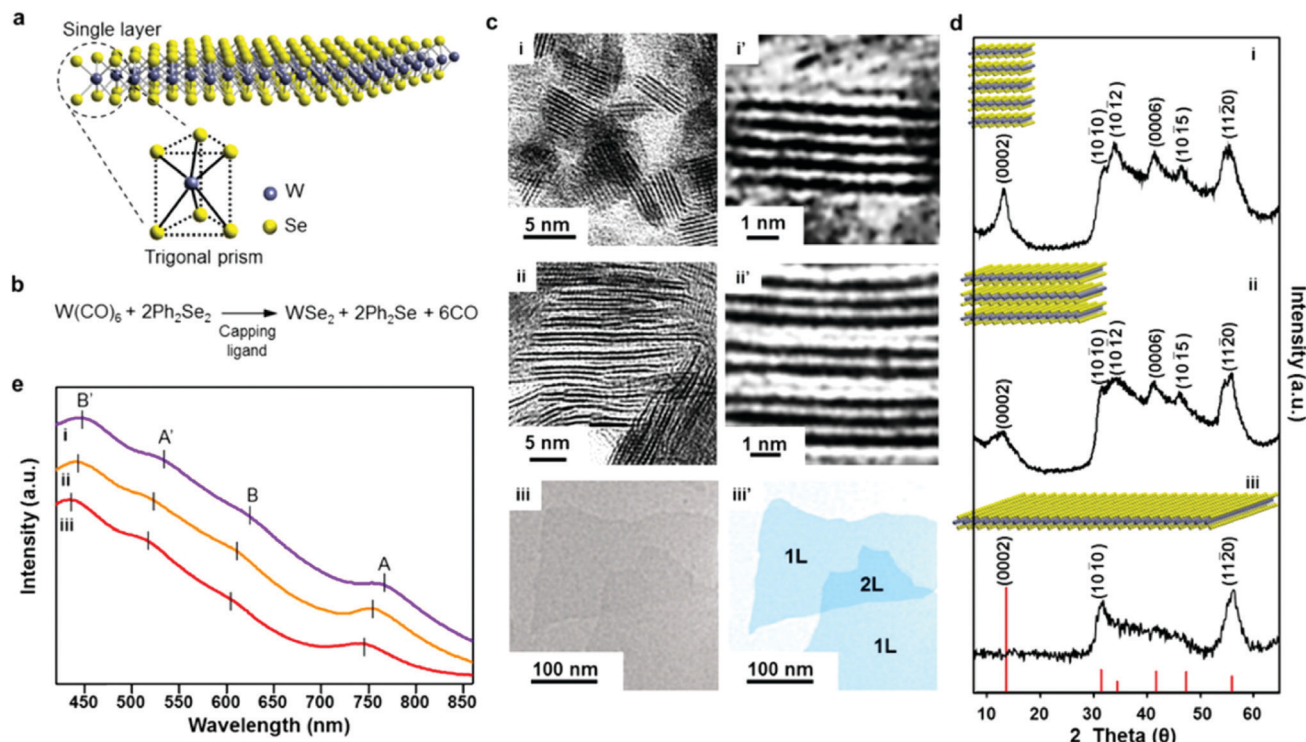 a
Single layer
W
Se
Trigonal prism
b
W(CO)₆ + 2Ph₂Se₂ → WSe₂ + 2Ph₂Se + 6CO
Capping
ligand
e
B'
A'
B
A
i
ii
iii
Intensity (a.u.)
450 500 550 600 650 700 750 800 850
Wavelength (nm)
c
i
5 nm
i'
1 nm
ii
5 nm
ii'
1 nm
iii
100 nm
iii'
1L
2L
1L
100 nm
d
i
(0002)
(101̅0)
(101̅2)
(0006)
(101̅5)
(112̅0)
ii
(0002)
(101̅0)
(101̅2)
(0006)
(101̅5)
(112̅0)
iii
(0002)
(101̅0)
(112̅0)
Intensity (a.u.)
10 20 30 40 50 60
2 Theta (θ)